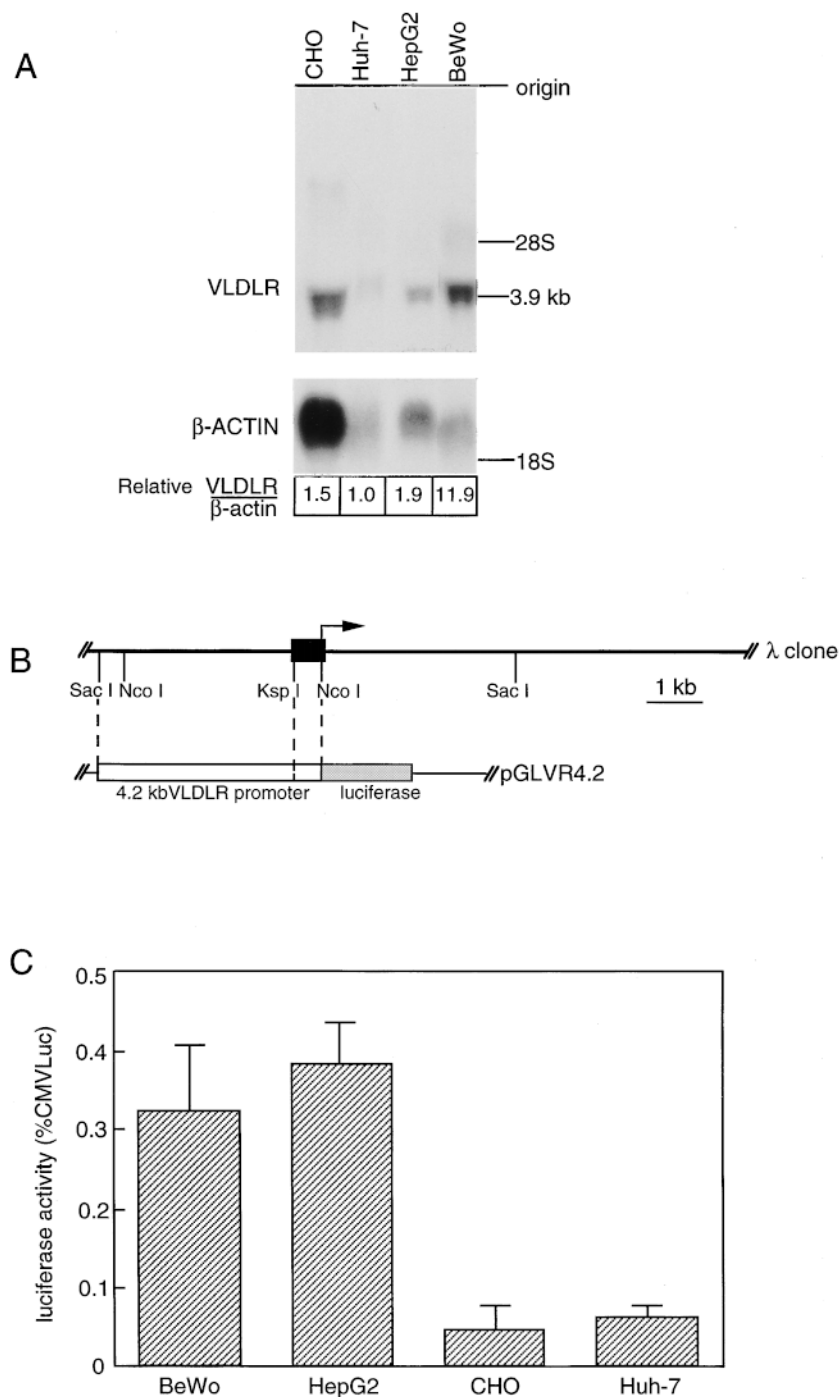 A
CHO
Huh-7
HepG2
BeWo
origin
28S
VLDLR
3.9 kb
β-ACTIN
18S
Relative VLDLR
β-actin
1.5 1.0 1.9 11.9
B
λ clone
Sac I Nco I Ksp I Nco I Sac I
1 kb
pGLVR4.2
4.2 kbVLDLR promoter luciferase
C
luciferase activity (%CMVLuc)
0.5
0.4
0.3
0.2
0.1
0
BeWo HepG2 CHO Huh-7